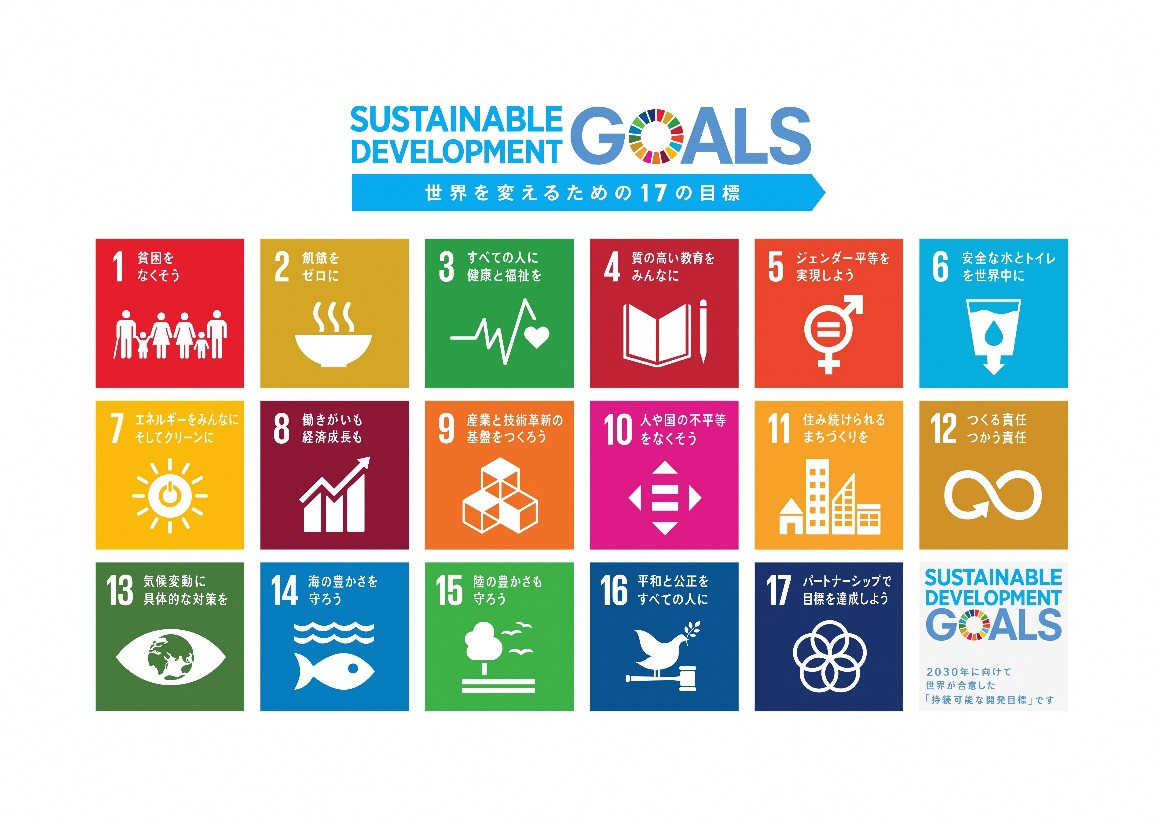 SUSTAINABLE
DEVELOPMENT
GOALS
世界を変えるための17の目標
1 貧困を
なくそう
2 飢餓を
ゼロに
3 すべての人に
健康と福祉を
4 質の高い教育を
みんなに
5 ジェンダー平等を
実現しよう
6 安全な水とトイレ
を世界中に
7 エネルギーをみんなに
そしてクリーンに
8 働きがいも
経済成長も
9 産業と技術革新の
基盤をつくろう
10 人や国の不平等
をなくそう
11 住み続けられる
まちづくりを
12 つくる責任
つかう責任
13 気候変動に
具体的な対策を
14 海の豊かさを
守ろう
15 陸の豊かさも
守ろう
16 平和と公正を
すべての人に
17 パートナーシップで
目標を達成しよう
SUSTAINABLE
DEVELOPMENT
GOALS
2030年に向けて
世界が合意した
「持続可能な開発目標」です